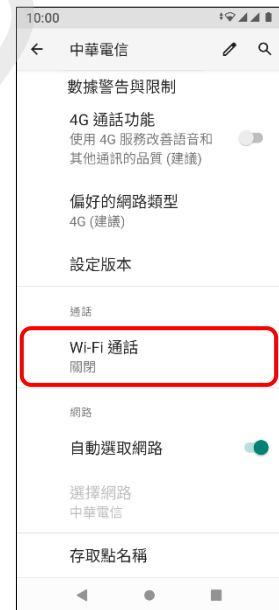 10:00
中華電信
數據警告與限制
4G 通話功能
使用 4G 服務改善語音和
其他通訊的品質 (建議)
偏好的網路類型
4G (建議)
設定版本
通話
Wi-Fi 通話
關閉
網路
自動選取網路
選擇網路
中華電信
存取點名稱